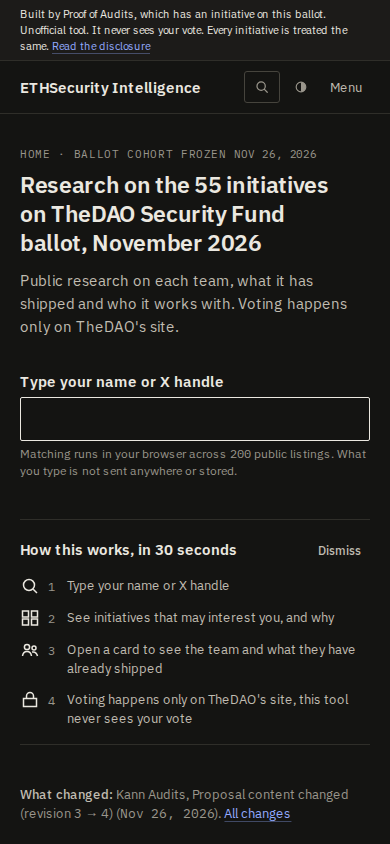 Built by Proof of Audits, which has an initiative on this ballot.
Unofficial tool. It never sees your vote. Every initiative is treated the
same. Read the disclosure
ETHSecurity Intelligence
Menu
HOME · BALLOT COHORT FROZEN NOV 26, 2026
Research on the 55 initiatives
on TheDAO Security Fund
ballot, November 2026
Public research on each team, what it has
shipped and who it works with. Voting happens
only on TheDAO's site.
Type your name or X handle
Matching runs in your browser across 200 public listings. What
you type is not sent anywhere or stored.
How this works, in 30 seconds
Dismiss
1 Type your name or X handle
2 See initiatives that may interest you, and why
3 Open a card to see the team and what they have
already shipped
4 Voting happens only on TheDAO's site, this tool
never sees your vote
What changed: Kann Audits, Proposal content changed
(revision 3 → 4) (Nov 26, 2026). All changes